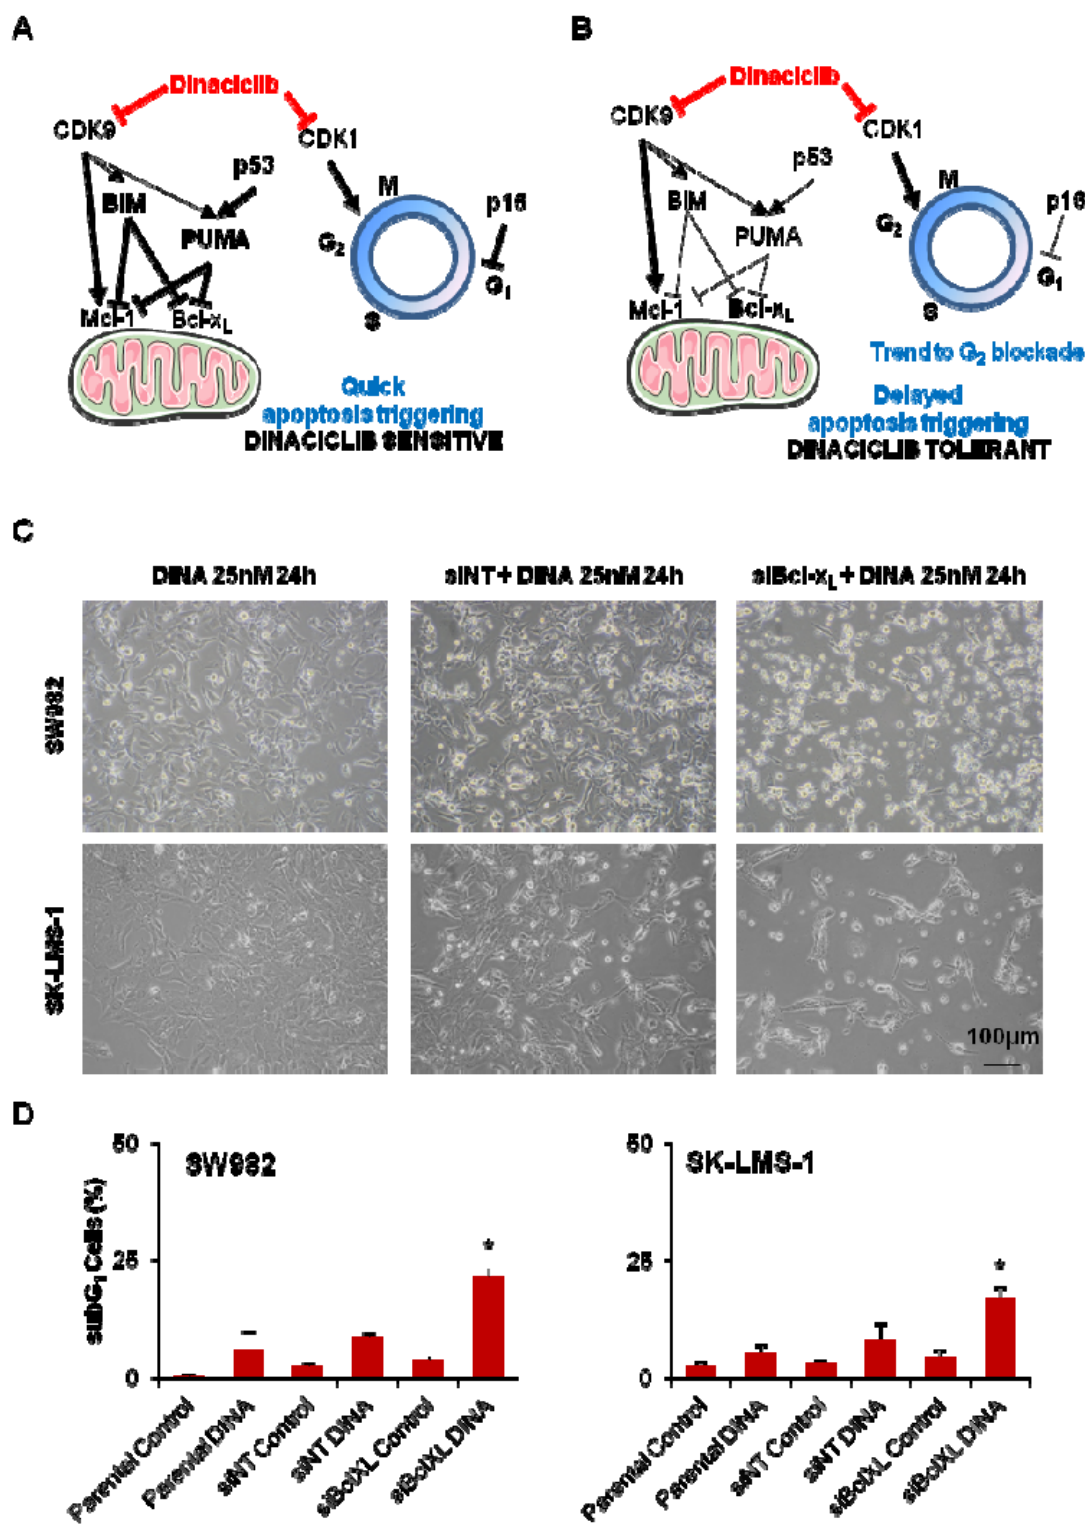 A
Dinaciclib
CDK9
CDK1
p53
BIM
PUMA
M
p16
G2
G1
S
Mcl-1
Bcl-xL
Quick
apoptosis triggering
DINACICLIB SENSITIVE
B
Dinaciclib
CDK9
CDK1
p53
BIM
PUMA
M
p16
G2
G1
S
Mcl-1
Bcl-xL
Trend to G2 blockade
Delayed
apoptosis triggering
DINACICLIB TOLERANT
C
DINA 25nM 24h
siNT + DINA 25nM 24h
siBcl-xL + DINA 25nM 24h
SW982
SK-LMS-1
100µm
D
subG1 Cells (%)
50
25
0
SW982
*
Parental Control
Parental DINA
siNT Control
siNT DINA
siBclXL Control
siBclXL DINA
50
25
0
SK-LMS-1
*
Parental Control
Parental DINA
siNT Control
siNT DINA
siBclXL Control
siBclXL DINA